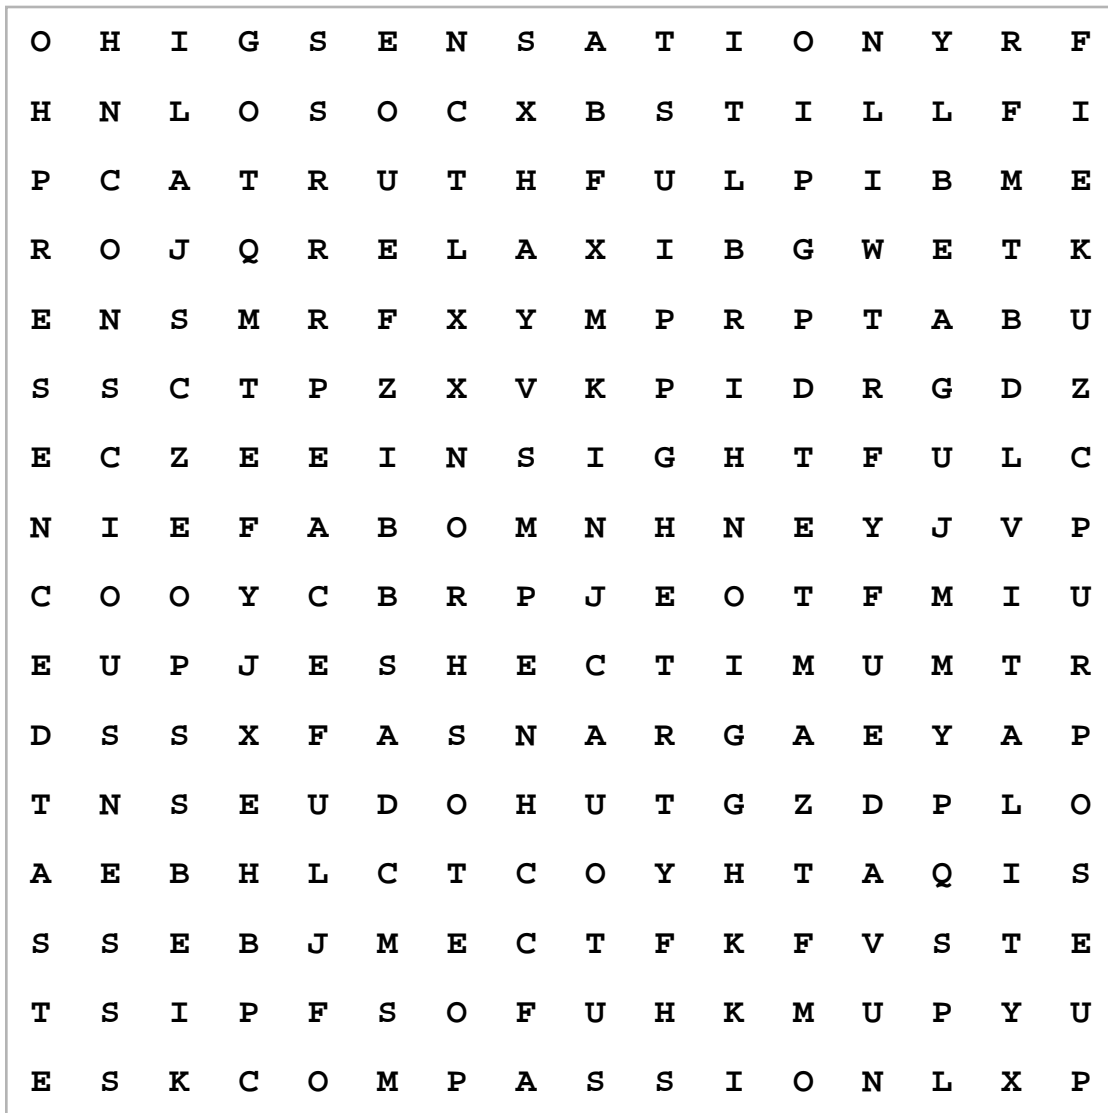 O H I G S E N S A T I O N Y R F
H N L O S O C X B S T I L L F I
P C A T R U T H F U L P I B M E
R O J Q R E L A X I B G W E T K
E N S M R F X Y M P R P T A B U
S S C T P Z X V K P I D R G D Z
E C Z E E I N S I G H T F U L C
N I E F A B O M N H N E Y J V P
C O O Y C B R P J E O T F M I U
E U P J E S H E C T I M U M T R
D S S X F A S N A R G A E Y A P
T N S E U D O H U T G Z D P L O
A E B H L C T C O Y H T A Q I S
S S E B J M E C T F K F V S T E
T S I P F S O F U H K M U P Y U
E S K C O M P A S S I O N L X P